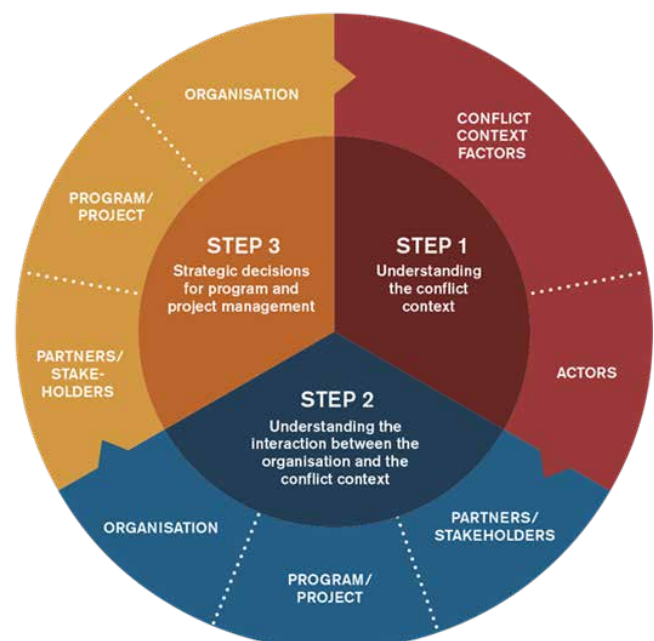 STEP 1
Understanding
the conflict
context
CONFLICT
CONTEXT
FACTORS
ACTORS
STEP 2
Understanding the
interaction between the
organisation and the
conflict context
PARTNERS/
STAKEHOLDERS
PROGRAM/
PROJECT
ORGANISATION
STEP 3
Strategic decisions
for program and
project management
PARTNERS/
STAKE-
HOLDERS
PROGRAM/
PROJECT
ORGANISATION